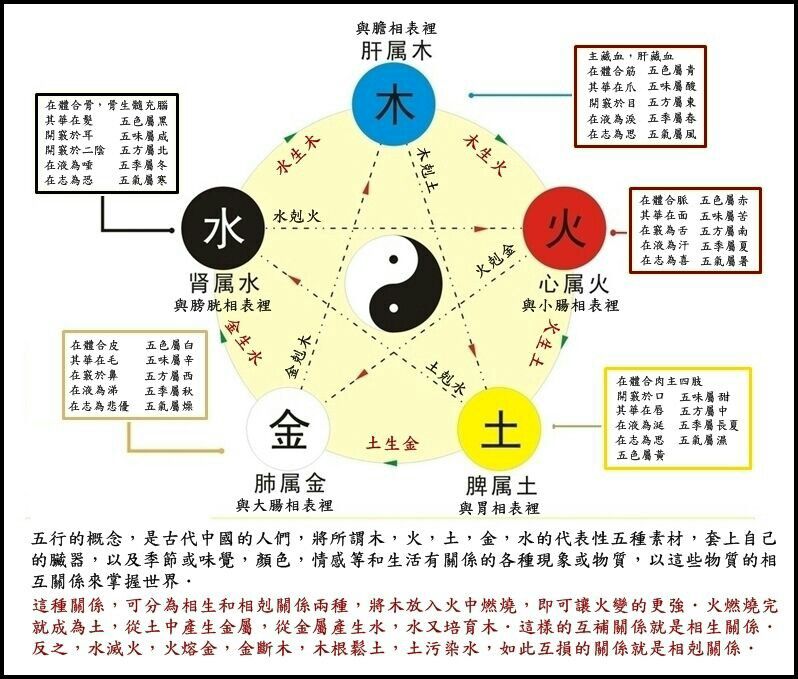 與膽相表裡
肝属木
木
主藏血，肝藏血
在體合筋 五色屬青
其華在爪 五味屬酸
開竅於目 五方屬東
在液為淚 五季屬春
在志為思 五氣屬風
在體合骨，骨生髓充腦
其華在髮 五色屬黑
開竅於耳 五味屬咸
開竅於二陰 五方屬北
在液為唾 五季屬冬
在志為恐 五氣屬寒
水生木
木生火
木剋土
水
水剋火
腎属水
與膀胱相表裡
火
火剋金
心属火
與小腸相表裡
在體合脈 五色屬赤
其華在面 五味屬苦
在竅為舌 五方屬南
在液為汗 五季屬夏
在志為喜 五氣屬暑
金生水
火生土
金剋木
土剋水
在體合皮 五色屬白
其華在毛 五味屬辛
在竅於鼻 五方屬西
在液為涕 五季屬秋
在志為悲優 五氣屬燥
金
肺属金
與大腸相表裡
土生金
土
脾属土
與胃相表裡
在體合肉主四肢
開竅於口 五味屬甜
其華在唇 五方屬中
在液為涎 五季屬長夏
在志為思 五氣屬濕
五色屬黃
五行的概念，是古代中國的人們，將所謂木，火，土，金，水的代表性五種素材，套上自己
的臟器，以及季節或味覺，顏色，情感等和生活有關係的各種現象或物質，以這些物質的相
互關係來掌握世界．
這種關係，可分為相生和相剋關係兩種，將木放入火中燃燒，即可讓火變的更強．火燃燒完
就成為土，從土中產生金屬，從金屬產生水，水又培育木．這樣的互補關係就是相生關係．
反之，水滅火，火熔金，金斷木，木根鬆土，土污染水，如此互損的關係就是相剋關係．